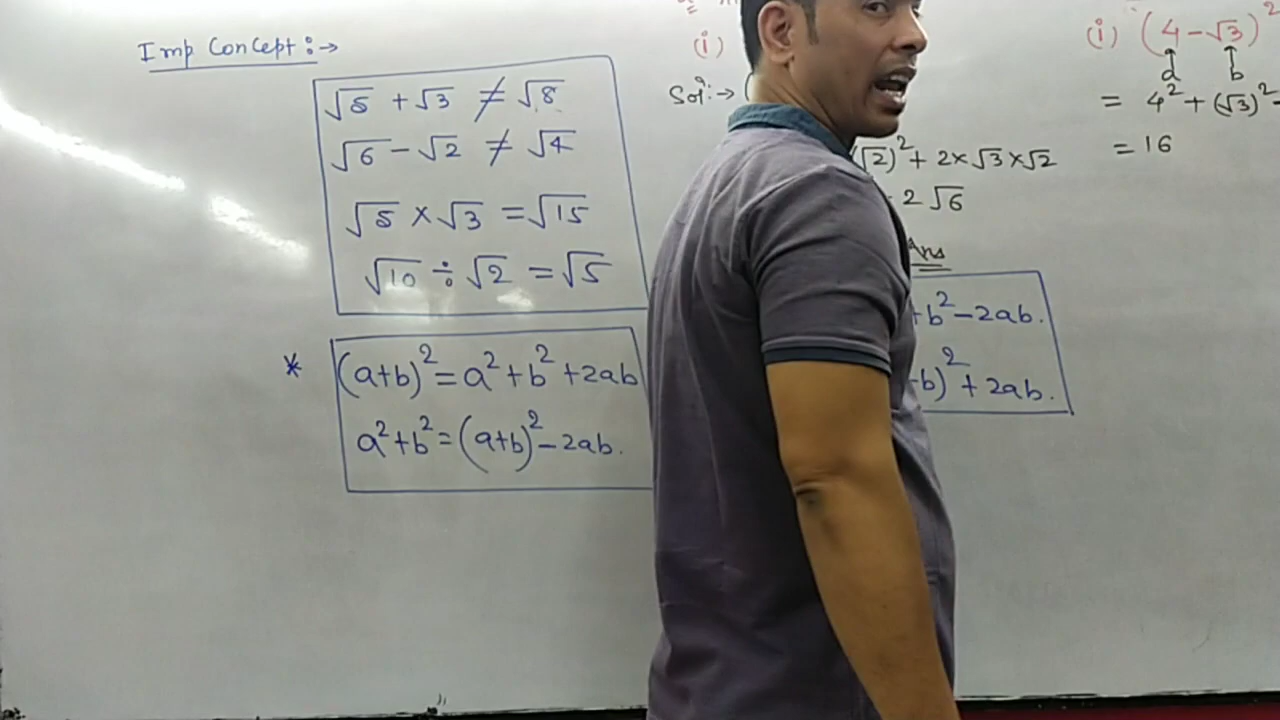 Imp Concept :→
√5 + √3 ≠ √8
√6 − √2 ≠ √4
√5 × √3 = √15
√10 ÷ √2 = √5
* (a+b)² = a² + b² + 2ab
a² + b² = (a+b)² − 2ab.
(i)
Sol:→ (
(√2)² + 2×√3×√2
2√6
Ans
+b² − 2ab.
b)² + 2ab.
(i) (4 − √3)²
a b
= 4² + (√3)² −
= 16